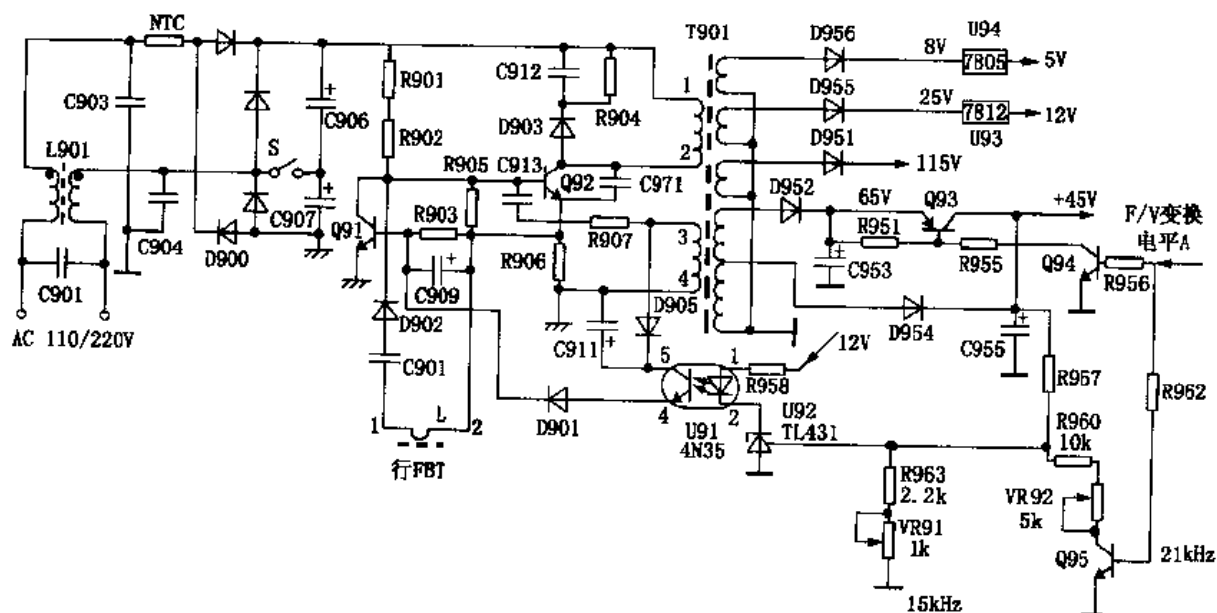 NTC
T901
D956
8V
U94
7805
5V
C912
R901
1
D955
25V
7812
12V
C903
C906
R904
R902
D903
D951
U93
L901
S
R905
C913
2
115V
Q92
C971
D952
65V
Q93
+45V
F/V变换
电平A
Q91
R903
C907
R907
3
R951
C904
D900
R906
4
C953
R955
Q94
R956
C901
C909
D905
D902
C911
D954
C955
AC 110/220V
12V
C901
5
1
R958
R957
R962
1
L
2
D901
4
2
U92
TL431
R960
10k
U91
4N35
行FBT
R963
2.2k
VR92
5k
VR91
1k
Q95
21kHz
15kHz